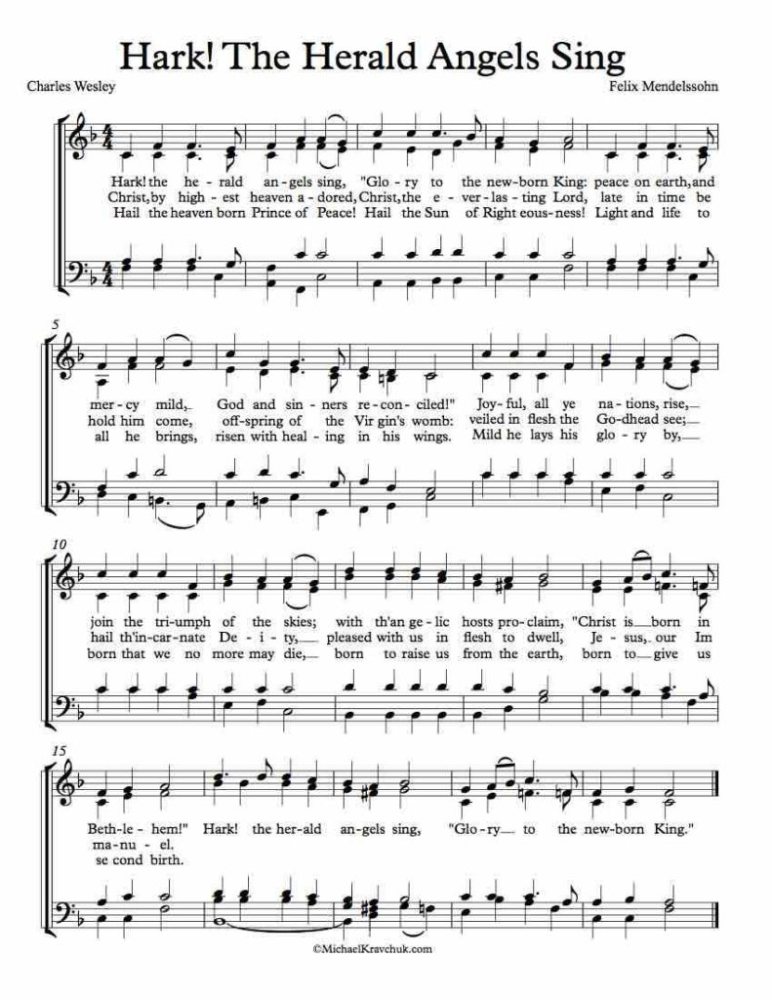 Hark! The Herald Angels Sing
Charles Wesley
Felix Mendelssohn
Hark! the he - rald an - gels sing, "Glo - ry to the new-born King: peace on earth, and
Christ, by high - est heaven a - dored, Christ, the e - ver - las - ting Lord, late in time be
Hail the heaven born Prince of Peace! Hail the Sun of Right eous-ness! Light and life to
5
mer - cy mild, God and sin - ners re - con - ciled!" Joy - ful, all ye na - tions, rise,
hold him come, off - spring of the Vir gin's womb: veiled in flesh the Godhead see;
all he brings, risen with heal - ing in his wings. Mild he lays his glo - ry by,
10
join the tri-umph of the skies; with th'an ge - lic hosts pro-claim, "Christ is born in
hail th'in-car-nate De - i - ty, pleased with us in flesh to dwell, Je - sus, our Im
born that we no more may die, born to raise us from the earth, born to give us
15
Beth - le - hem!" Hark! the her-ald an-gels sing, "Glo-ry to the new-born King."
ma-nu - el.
se cond birth.
©MichaelKravchuk.com